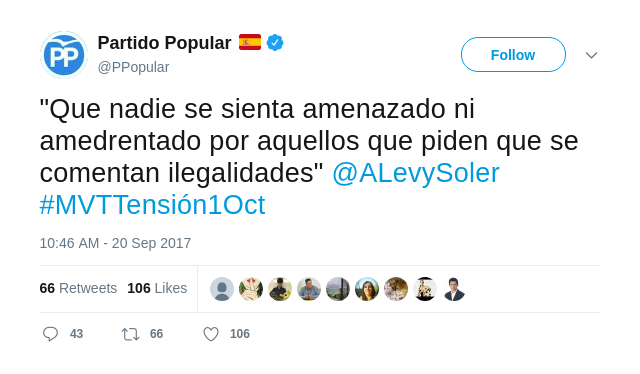 PP
Partido Popular
@PPopular
Follow
"Que nadie se sienta amenazado ni
amedrentado por aquellos que piden que se
comentan ilegalidades" @ALevySoler
#MVTTensión1Oct
10:46 AM - 20 Sep 2017
66 Retweets 106 Likes
43 66 106